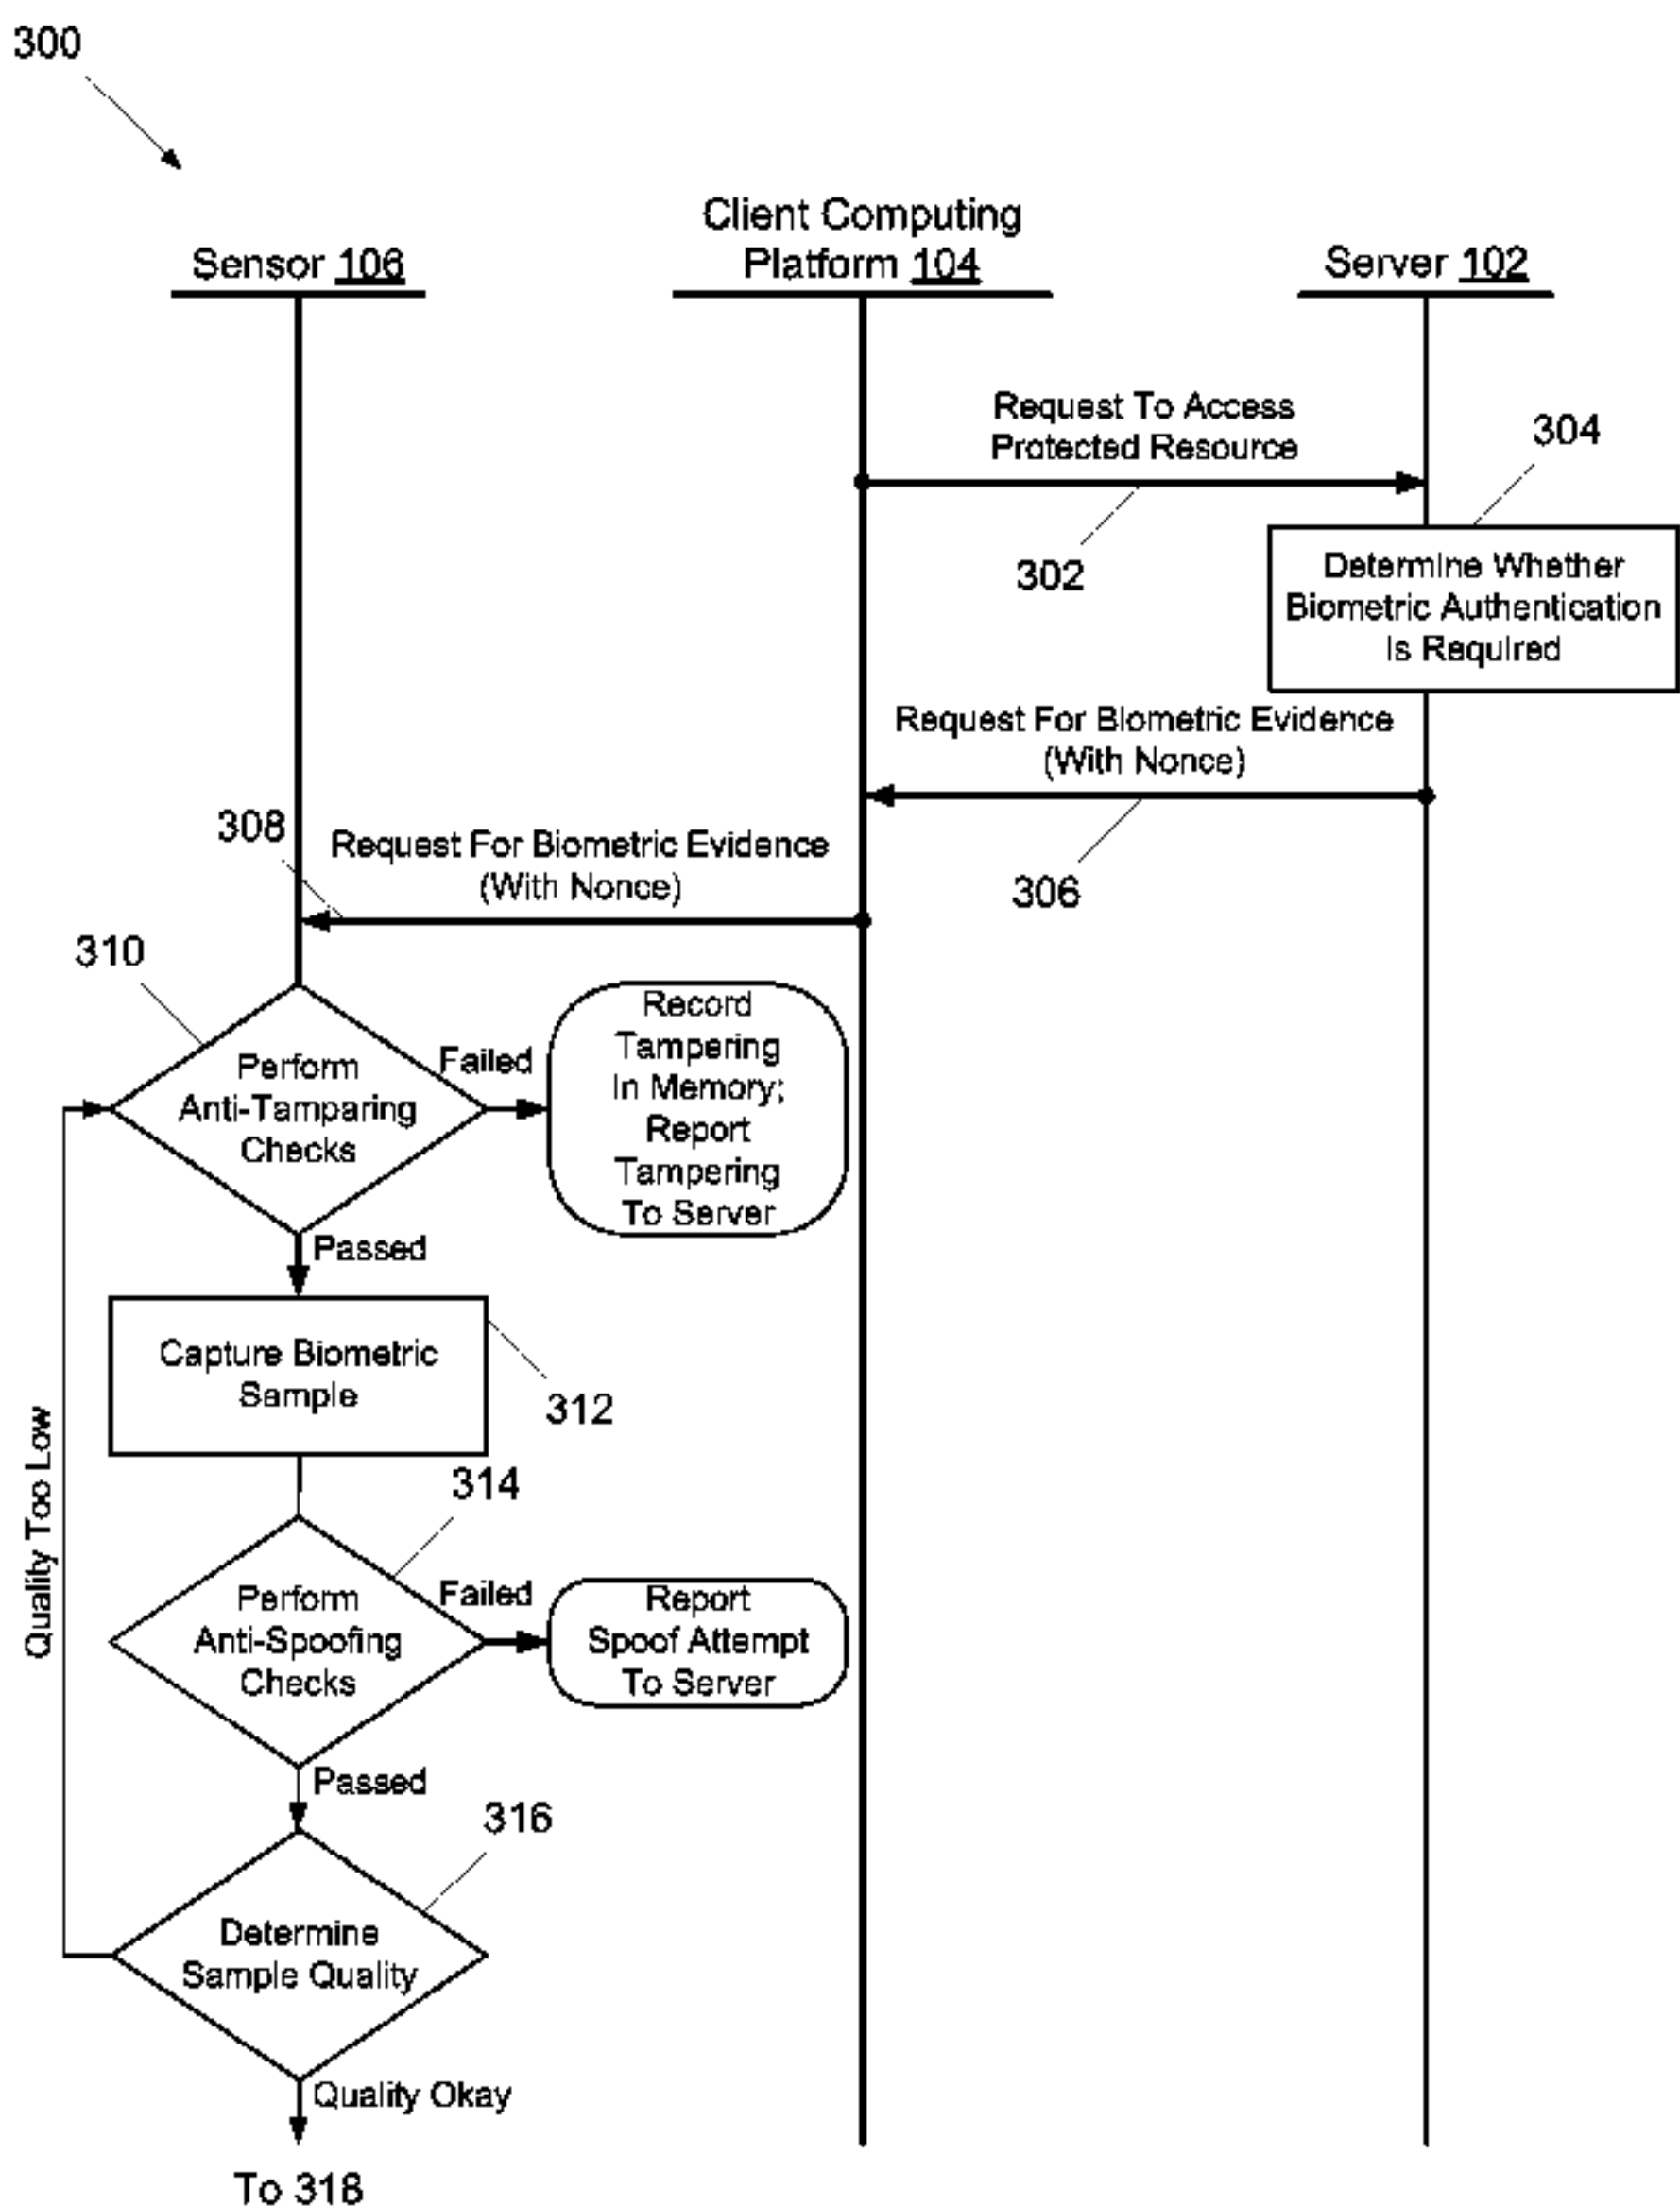 300
Sensor 106
Client Computing
Platform 104
Server 102
Request To Access
Protected Resource
302
304
Determine Whether
Biometric Authentication
Is Required
Request For Biometric Evidence
(With Nonce)
306
308
Request For Biometric Evidence
(With Nonce)
310
Perform
Anti-Tamparing
Checks
Failed
Record
Tampering
In Memory;
Report
Tampering
To Server
Passed
Capture Biometric
Sample
312
Quality Too Low
314
Perform
Anti-Spoofing
Checks
Failed
Report
Spoof Attempt
To Server
Passed
316
Determine
Sample Quality
Quality Okay
To 318